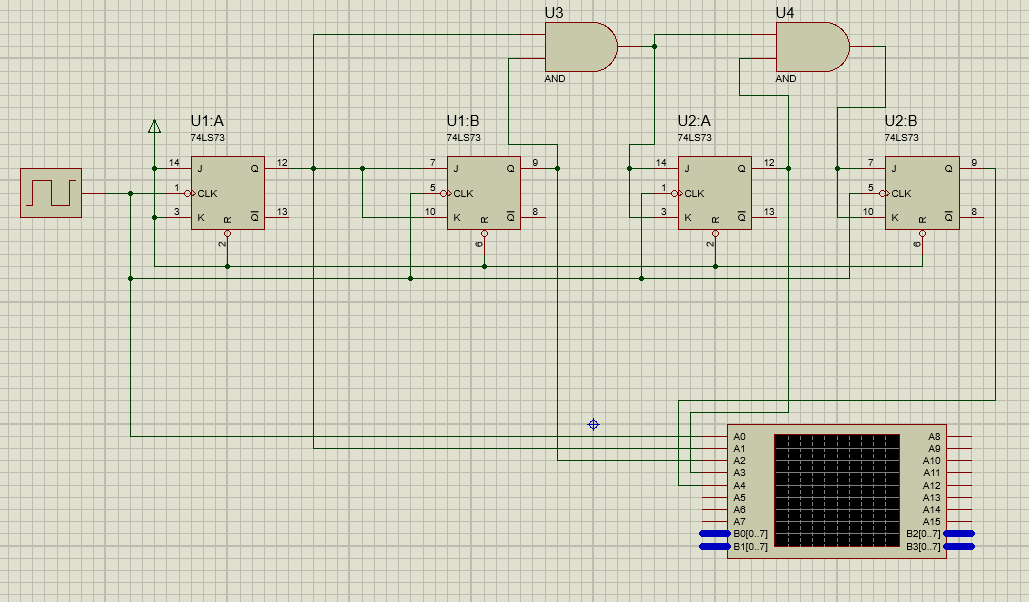 U3
AND
U4
AND
U1:A
74LS73
14
J
Q
12
1
CLK
3
K
Q
13
R
2
U1:B
74LS73
7
J
Q
9
5
CLK
10
K
Q
8
R
6
U2:A
74LS73
14
J
Q
12
1
CLK
3
K
Q
13
R
2
U2:B
74LS73
7
J
Q
9
5
CLK
10
K
Q
8
R
6
A0
A1
A2
A3
A4
A5
A6
A7
B0[0..7]
B1[0..7]
A8
A9
A10
A11
A12
A13
A14
A15
B2[0..7]
B3[0..7]